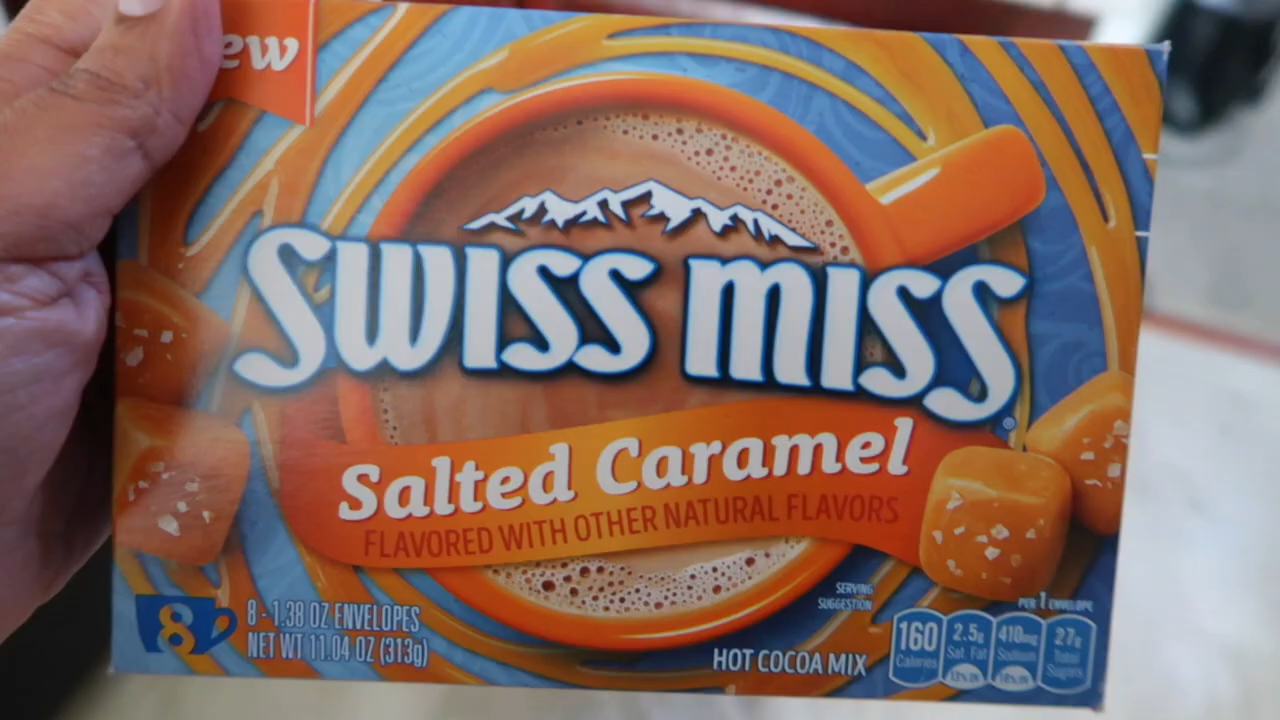 ew
SWISS MISS
®
Salted Caramel
FLAVORED WITH OTHER NATURAL FLAVORS
SERVING
SUGGESTION
8
8 - 1.38 OZ ENVELOPES
NET WT 11.04 OZ (313g)
HOT COCOA MIX
PER 1 ENVELOPE
160
Calories
2.5g
Sat. Fat
410mg
Sodium
27g
Total
Sugars